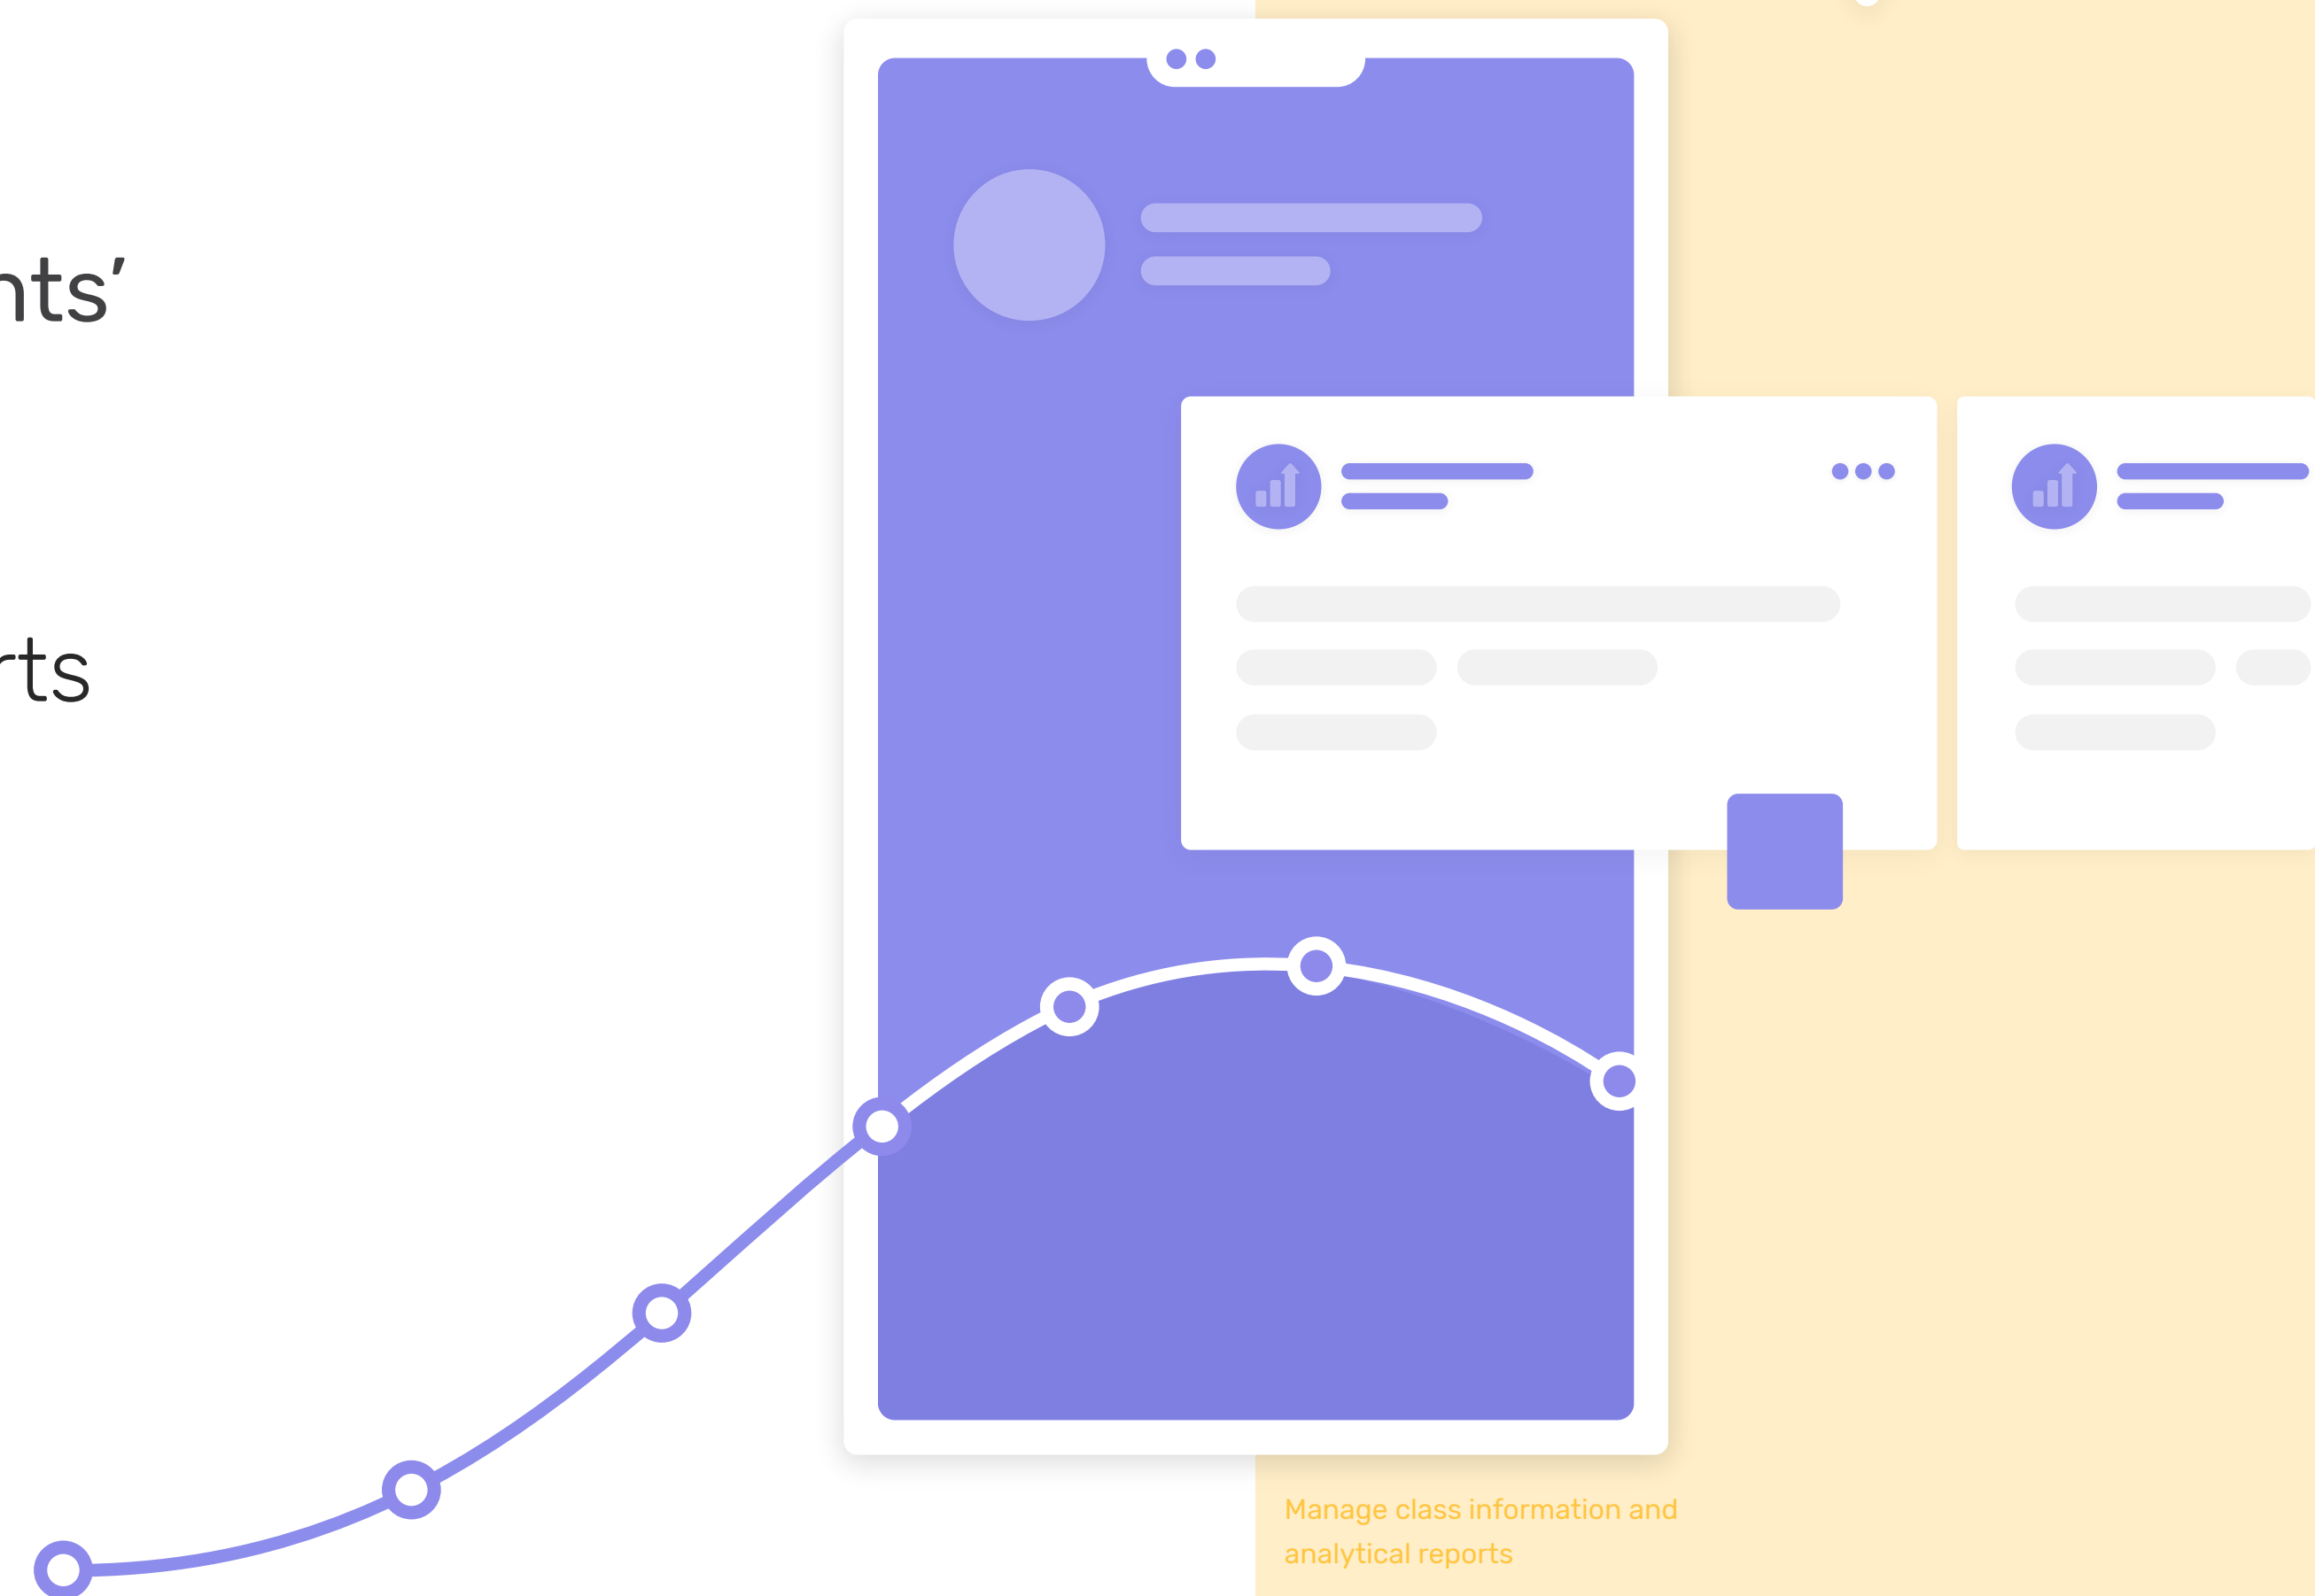 nts’
rts
Manage class information and
analytical reports